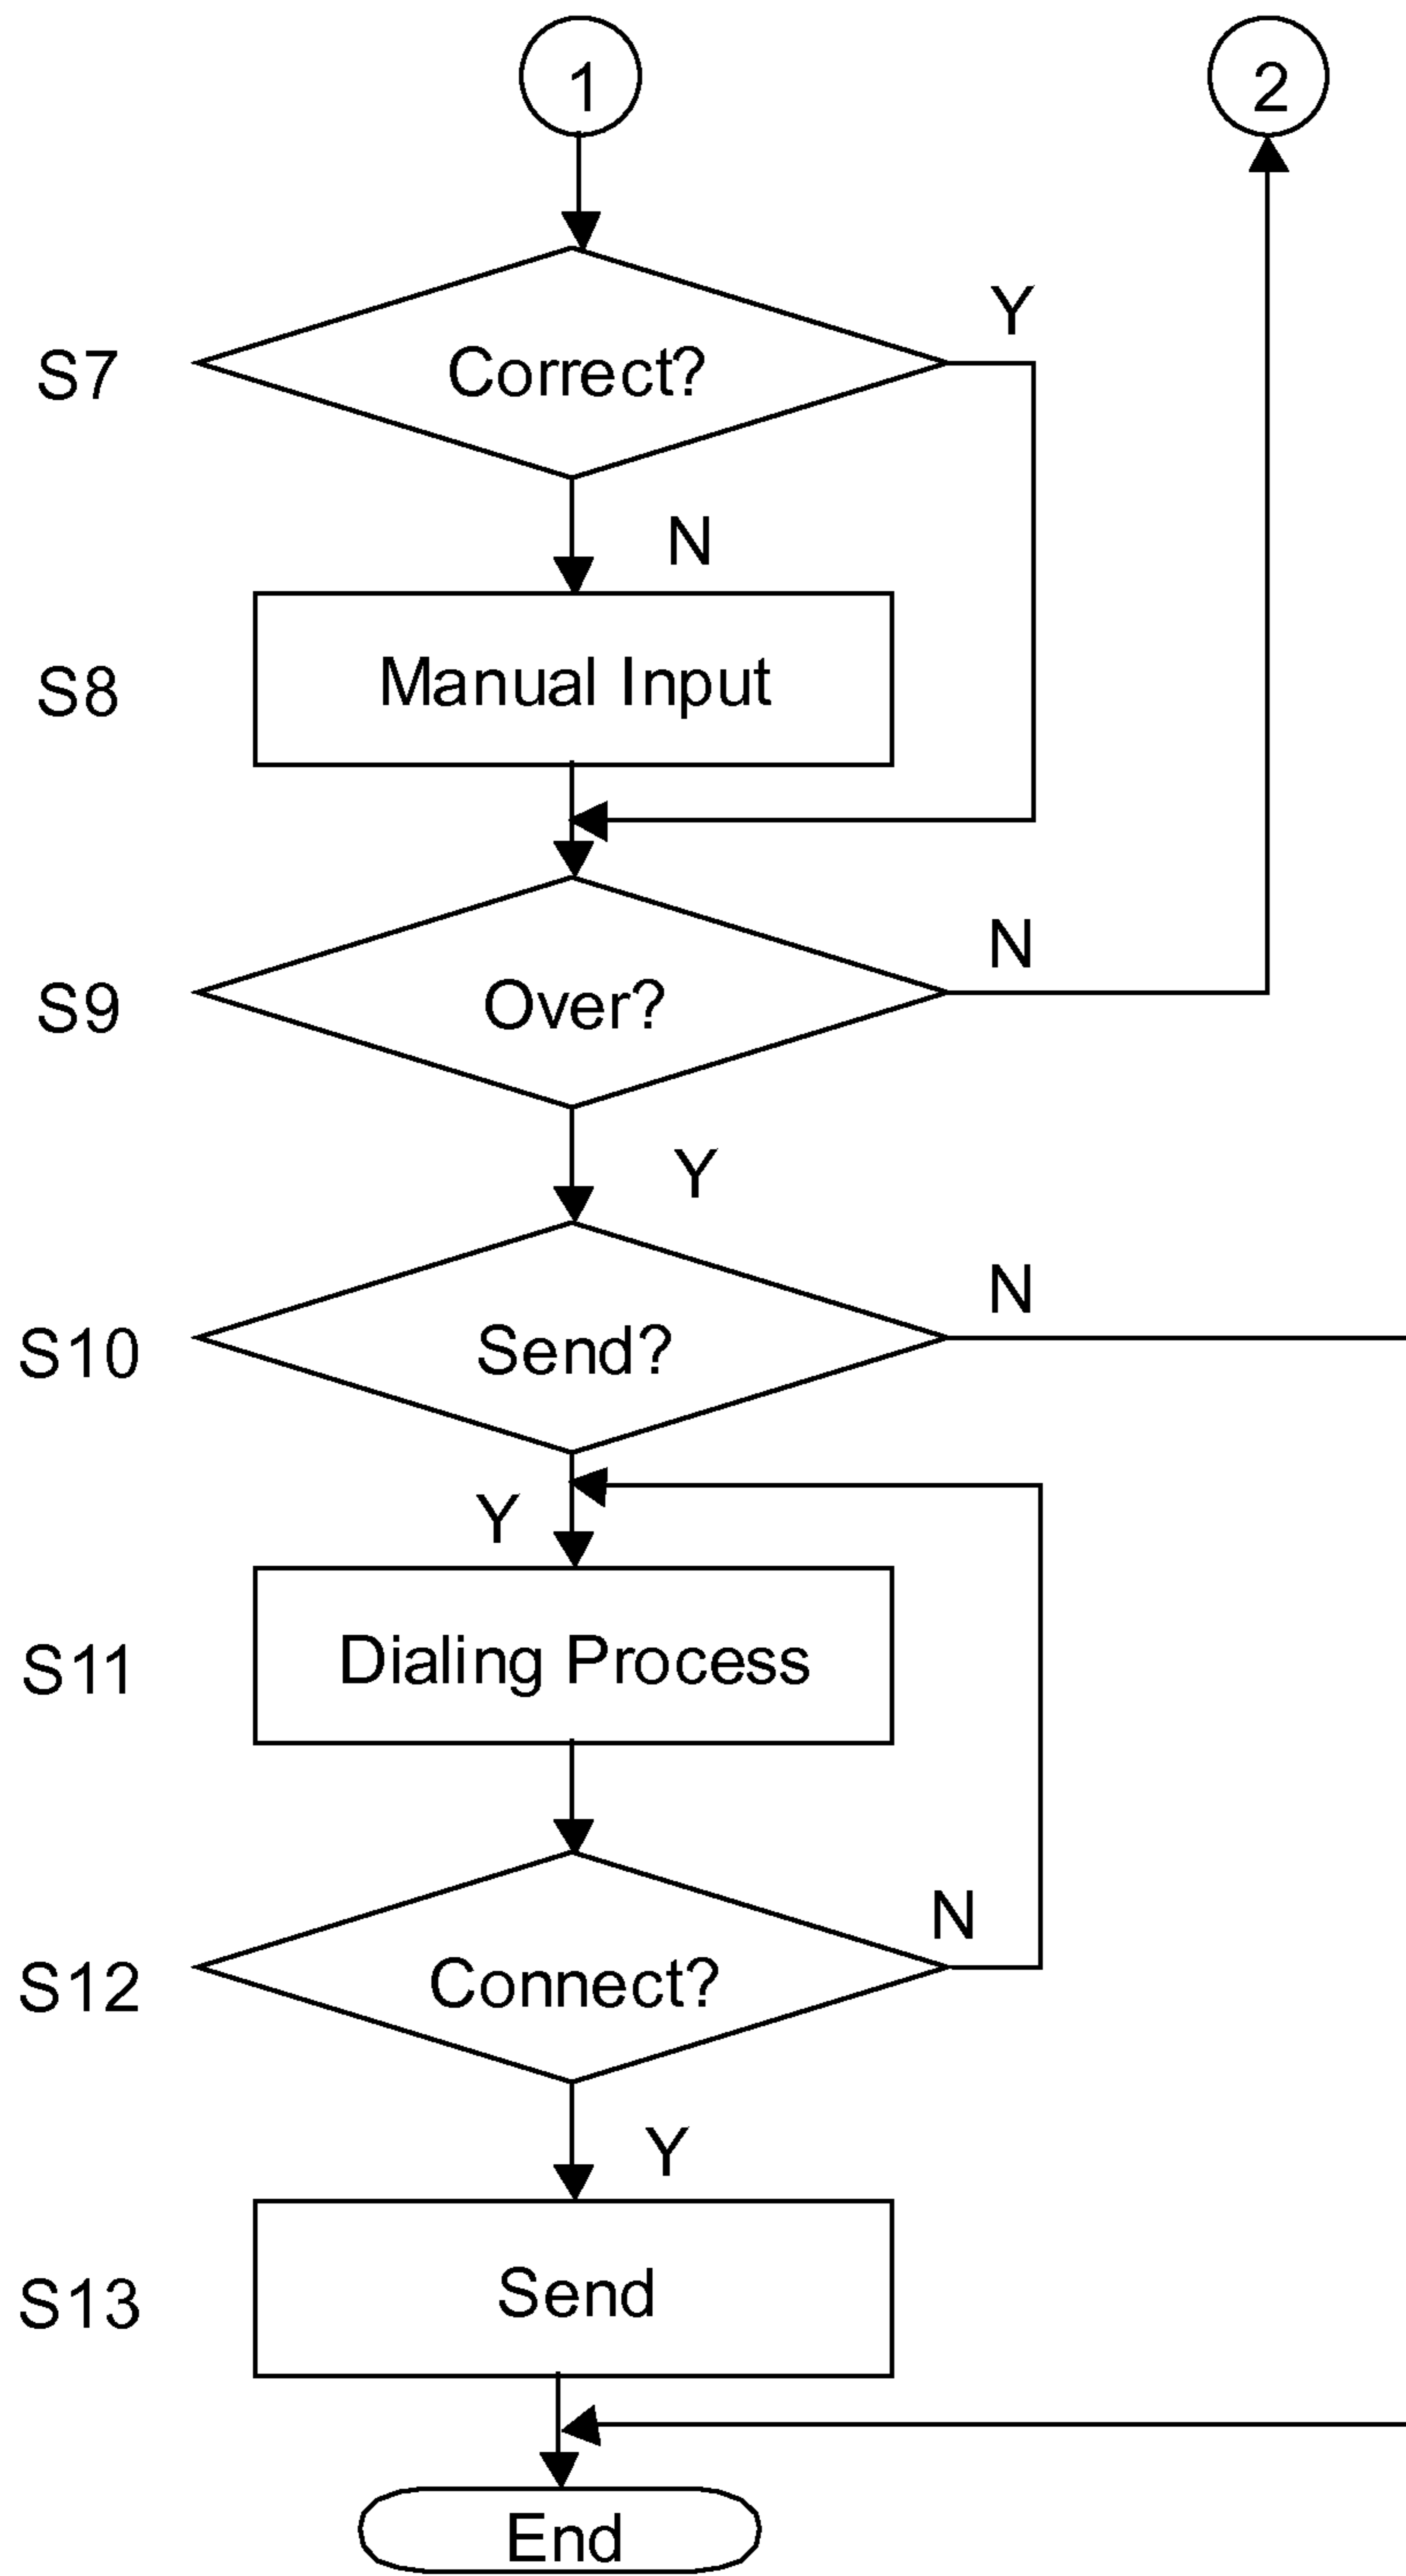 1
2
Y
S7
Correct?
N
S8
Manual Input
N
S9
Over?
Y
N
S10
Send?
Y
S11
Dialing Process
N
S12
Connect?
Y
S13
Send
End